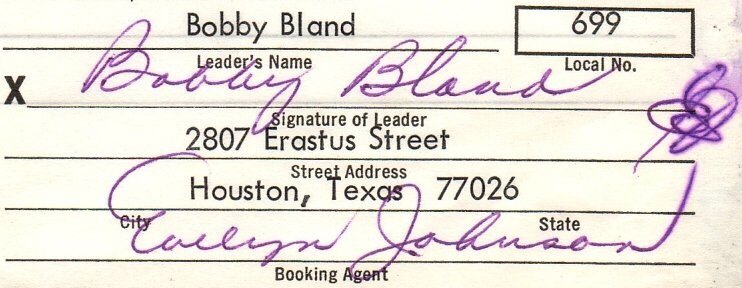 Bobby Bland 699
Leader's Name Local No.
X Bobby Bland
Signature of Leader
2807 Erastus Street
Street Address
Houston, Texas 77026
City State
Evelyn Johnson
Booking Agent